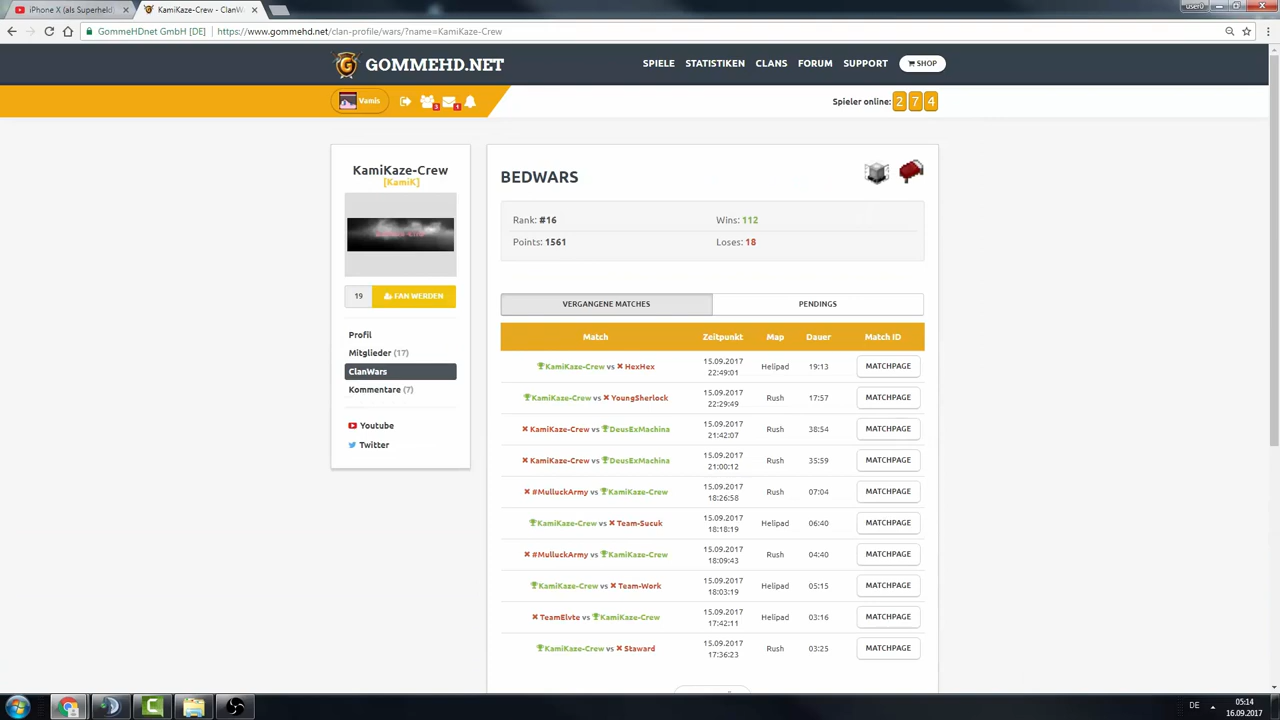 iPhone X (als Superheld
KamiKaze-Crew - ClanW
user0
GommeHDnet GmbH [DE]
https://www.gommehd.net/clan-profile/wars/?name=KamiKaze-Crew
GOMMEHD.NET
SPIELE STATISTIKEN CLANS FORUM SUPPORT SHOP
Vamis 3 1
Spieler online: 2 7 4
KamiKaze-Crew
[KamiK]
19 FAN WERDEN
Profil
Mitglieder (17)
ClanWars
Kommentare (7)
Youtube
Twitter
BEDWARS
Rank: #16 Wins: 112
Points: 1561 Loses: 18
VERGANGENE MATCHES PENDINGS
Match Zeitpunkt Map Dauer Match ID
KamiKaze-Crew vs HexHex 15.09.2017 22:49:01 Helipad 19:13 MATCHPAGE
KamiKaze-Crew vs YoungSherlock 15.09.2017 22:29:49 Rush 17:57 MATCHPAGE
KamiKaze-Crew vs DeusExMachina 15.09.2017 21:42:07 Rush 38:54 MATCHPAGE
KamiKaze-Crew vs DeusExMachina 15.09.2017 21:00:12 Rush 35:59 MATCHPAGE
#MulluckArmy vs KamiKaze-Crew 15.09.2017 18:26:58 Rush 07:04 MATCHPAGE
KamiKaze-Crew vs Team-Sucuk 15.09.2017 18:18:19 Helipad 06:40 MATCHPAGE
#MulluckArmy vs KamiKaze-Crew 15.09.2017 18:09:43 Rush 04:40 MATCHPAGE
KamiKaze-Crew vs Team-Work 15.09.2017 18:03:19 Helipad 05:15 MATCHPAGE
TeamElvte vs KamiKaze-Crew 15.09.2017 17:42:11 Helipad 03:16 MATCHPAGE
KamiKaze-Crew vs Staward 15.09.2017 17:36:23 Rush 03:25 MATCHPAGE
DE
05:14
16.09.2017